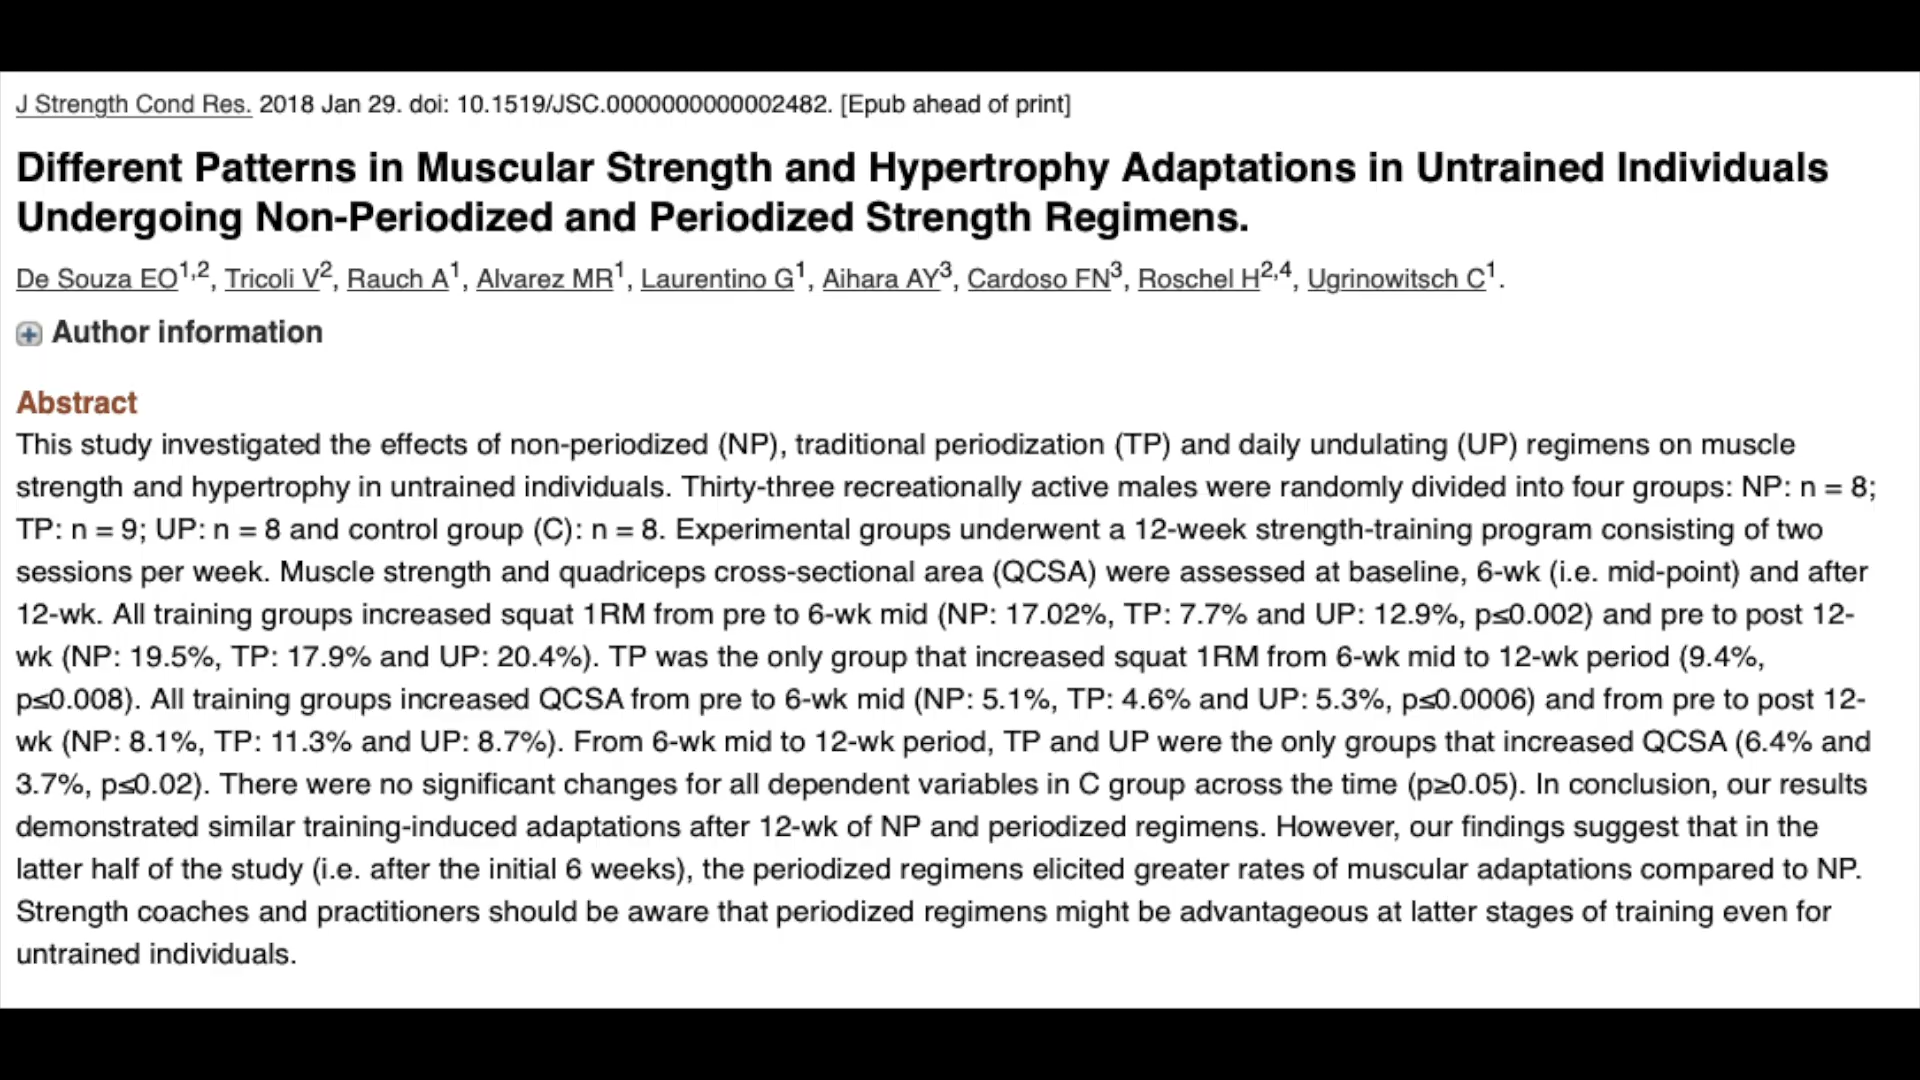 J Strength Cond Res. 2018 Jan 29. doi: 10.1519/JSC.0000000000002482. [Epub ahead of print]
Different Patterns in Muscular Strength and Hypertrophy Adaptations in Untrained Individuals
Undergoing Non-Periodized and Periodized Strength Regimens.
De Souza EO1,2, Tricoli V2, Rauch A1, Alvarez MR1, Laurentino G1, Aihara AY3, Cardoso FN3, Roschel H2,4, Ugrinowitsch C1.
Author information
Abstract
This study investigated the effects of non-periodized (NP), traditional periodization (TP) and daily undulating (UP) regimens on muscle
strength and hypertrophy in untrained individuals. Thirty-three recreationally active males were randomly divided into four groups: NP: n = 8;
TP: n = 9; UP: n = 8 and control group (C): n = 8. Experimental groups underwent a 12-week strength-training program consisting of two
sessions per week. Muscle strength and quadriceps cross-sectional area (QCSA) were assessed at baseline, 6-wk (i.e. mid-point) and after
12-wk. All training groups increased squat 1RM from pre to 6-wk mid (NP: 17.02%, TP: 7.7% and UP: 12.9%, p≤0.002) and pre to post 12-
wk (NP: 19.5%, TP: 17.9% and UP: 20.4%). TP was the only group that increased squat 1RM from 6-wk mid to 12-wk period (9.4%,
p≤0.008). All training groups increased QCSA from pre to 6-wk mid (NP: 5.1%, TP: 4.6% and UP: 5.3%, p≤0.0006) and from pre to post 12-
wk (NP: 8.1%, TP: 11.3% and UP: 8.7%). From 6-wk mid to 12-wk period, TP and UP were the only groups that increased QCSA (6.4% and
3.7%, p≤0.02). There were no significant changes for all dependent variables in C group across the time (p≥0.05). In conclusion, our results
demonstrated similar training-induced adaptations after 12-wk of NP and periodized regimens. However, our findings suggest that in the
latter half of the study (i.e. after the initial 6 weeks), the periodized regimens elicited greater rates of muscular adaptations compared to NP.
Strength coaches and practitioners should be aware that periodized regimens might be advantageous at latter stages of training even for
untrained individuals.